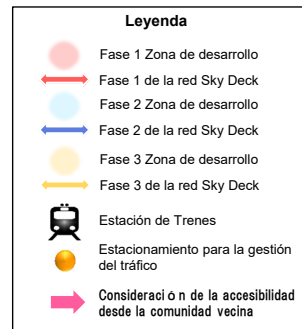 Leyenda
Fase 1 Zona de desarrollo
Fase 1 de la red Sky Deck
Fase 2 Zona de desarrollo
Fase 2 de la red Sky Deck
Fase 3 Zona de desarrollo
Fase 3 de la red Sky Deck
Estación de Trenes
Estacionamiento para la gestión
del tráfico
Consideración de la accesibilidad
desde la comunidad vecina